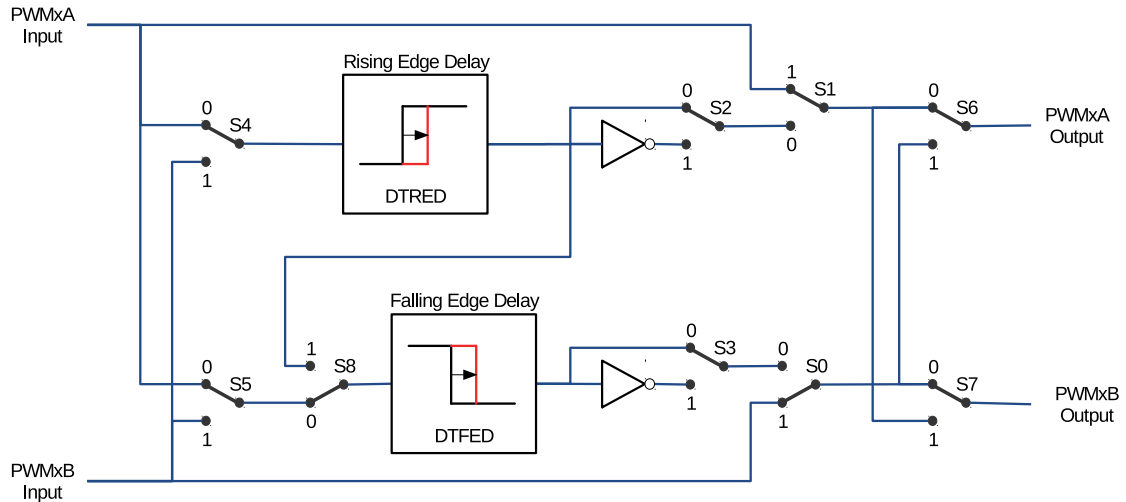 PWMxA
Input
Rising Edge Delay
DTRED
0
S4
1
0
S2
1
1
S1
0
0
S6
1
PWMxA
Output
Falling Edge Delay
DTFED
0
S5
1
1
S8
0
0
S3
1
0
S0
1
0
S7
1
PWMxB
Output
PWMxB
Input